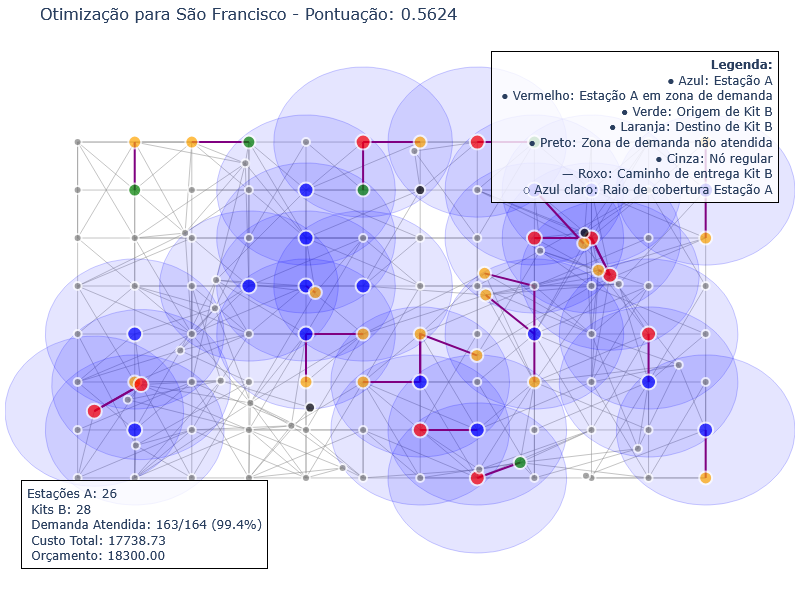 Otimização para São Francisco - Pontuação: 0.5624
Legenda:
● Azul: Estação A
● Vermelho: Estação A em zona de demanda
● Verde: Origem de Kit B
● Laranja: Destino de Kit B
● Preto: Zona de demanda não atendida
● Cinza: Nó regular
— Roxo: Caminho de entrega Kit B
○ Azul claro: Raio de cobertura Estação A
Estações A: 26
Kits B: 28
Demanda Atendida: 163/164 (99.4%)
Custo Total: 17738.73
Orçamento: 18300.00